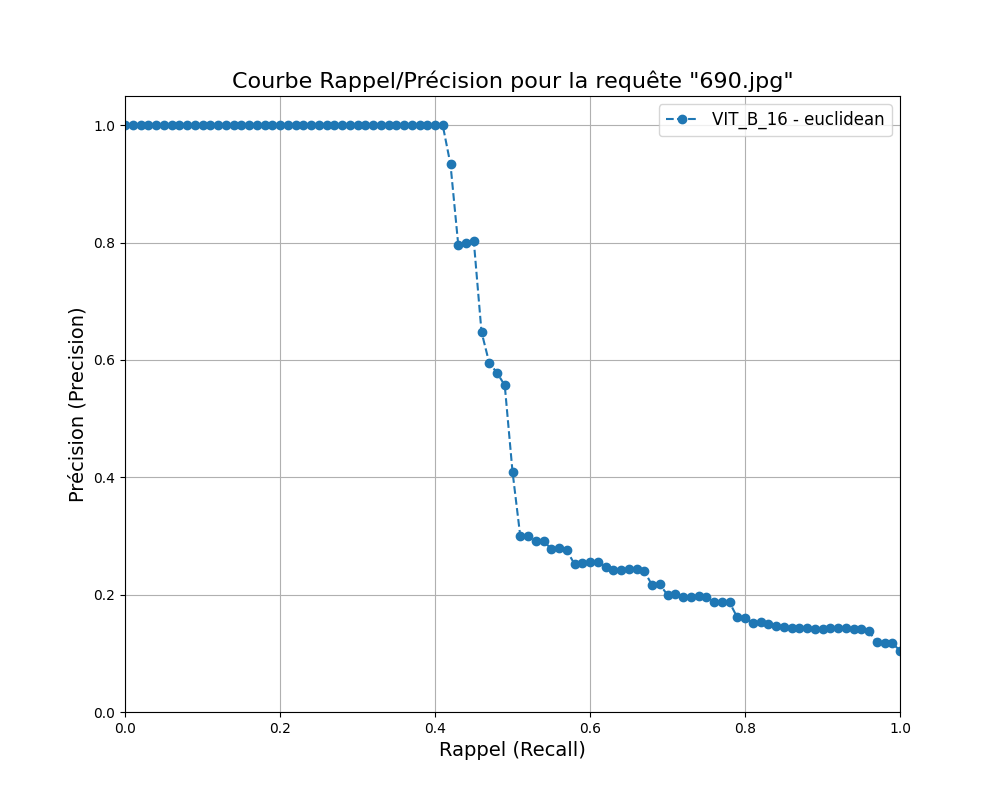 Courbe Rappel/Précision pour la requête "690.jpg"
VIT_B_16 - euclidean
Précision (Precision)
1.0
0.8
0.6
0.4
0.2
0.0
0.0 0.2 0.4 0.6 0.8 1.0
Rappel (Recall)